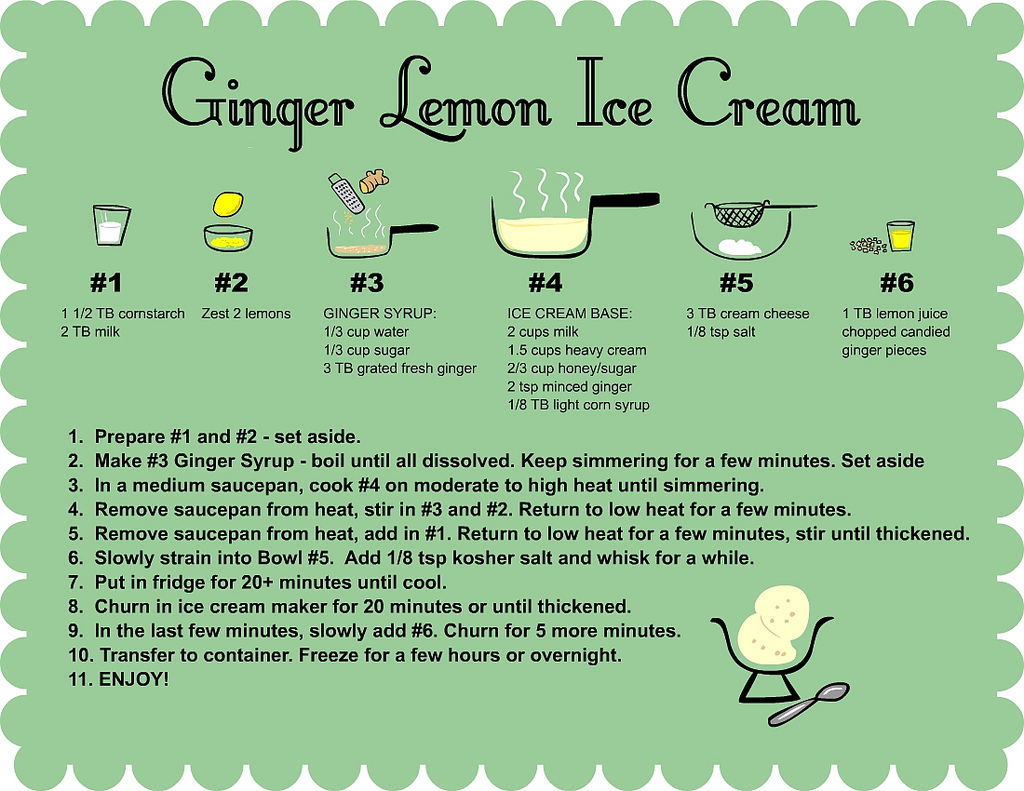 Ginger Lemon Ice Cream
#1
1 1/2 TB cornstarch
2 TB milk
#2
Zest 2 lemons
#3
GINGER SYRUP:
1/3 cup water
1/3 cup sugar
3 TB grated fresh ginger
#4
ICE CREAM BASE:
2 cups milk
1.5 cups heavy cream
2/3 cup honey/sugar
2 tsp minced ginger
1/8 TB light corn syrup
#5
3 TB cream cheese
1/8 tsp salt
#6
1 TB lemon juice
chopped candied
ginger pieces
1. Prepare #1 and #2 - set aside.
2. Make #3 Ginger Syrup - boil until all dissolved. Keep simmering for a few minutes. Set aside
3. In a medium saucepan, cook #4 on moderate to high heat until simmering.
4. Remove saucepan from heat, stir in #3 and #2. Return to low heat for a few minutes.
5. Remove saucepan from heat, add in #1. Return to low heat for a few minutes, stir until thickened.
6. Slowly strain into Bowl #5. Add 1/8 tsp kosher salt and whisk for a while.
7. Put in fridge for 20+ minutes until cool.
8. Churn in ice cream maker for 20 minutes or until thickened.
9. In the last few minutes, slowly add #6. Churn for 5 more minutes.
10. Transfer to container. Freeze for a few hours or overnight.
11. ENJOY!